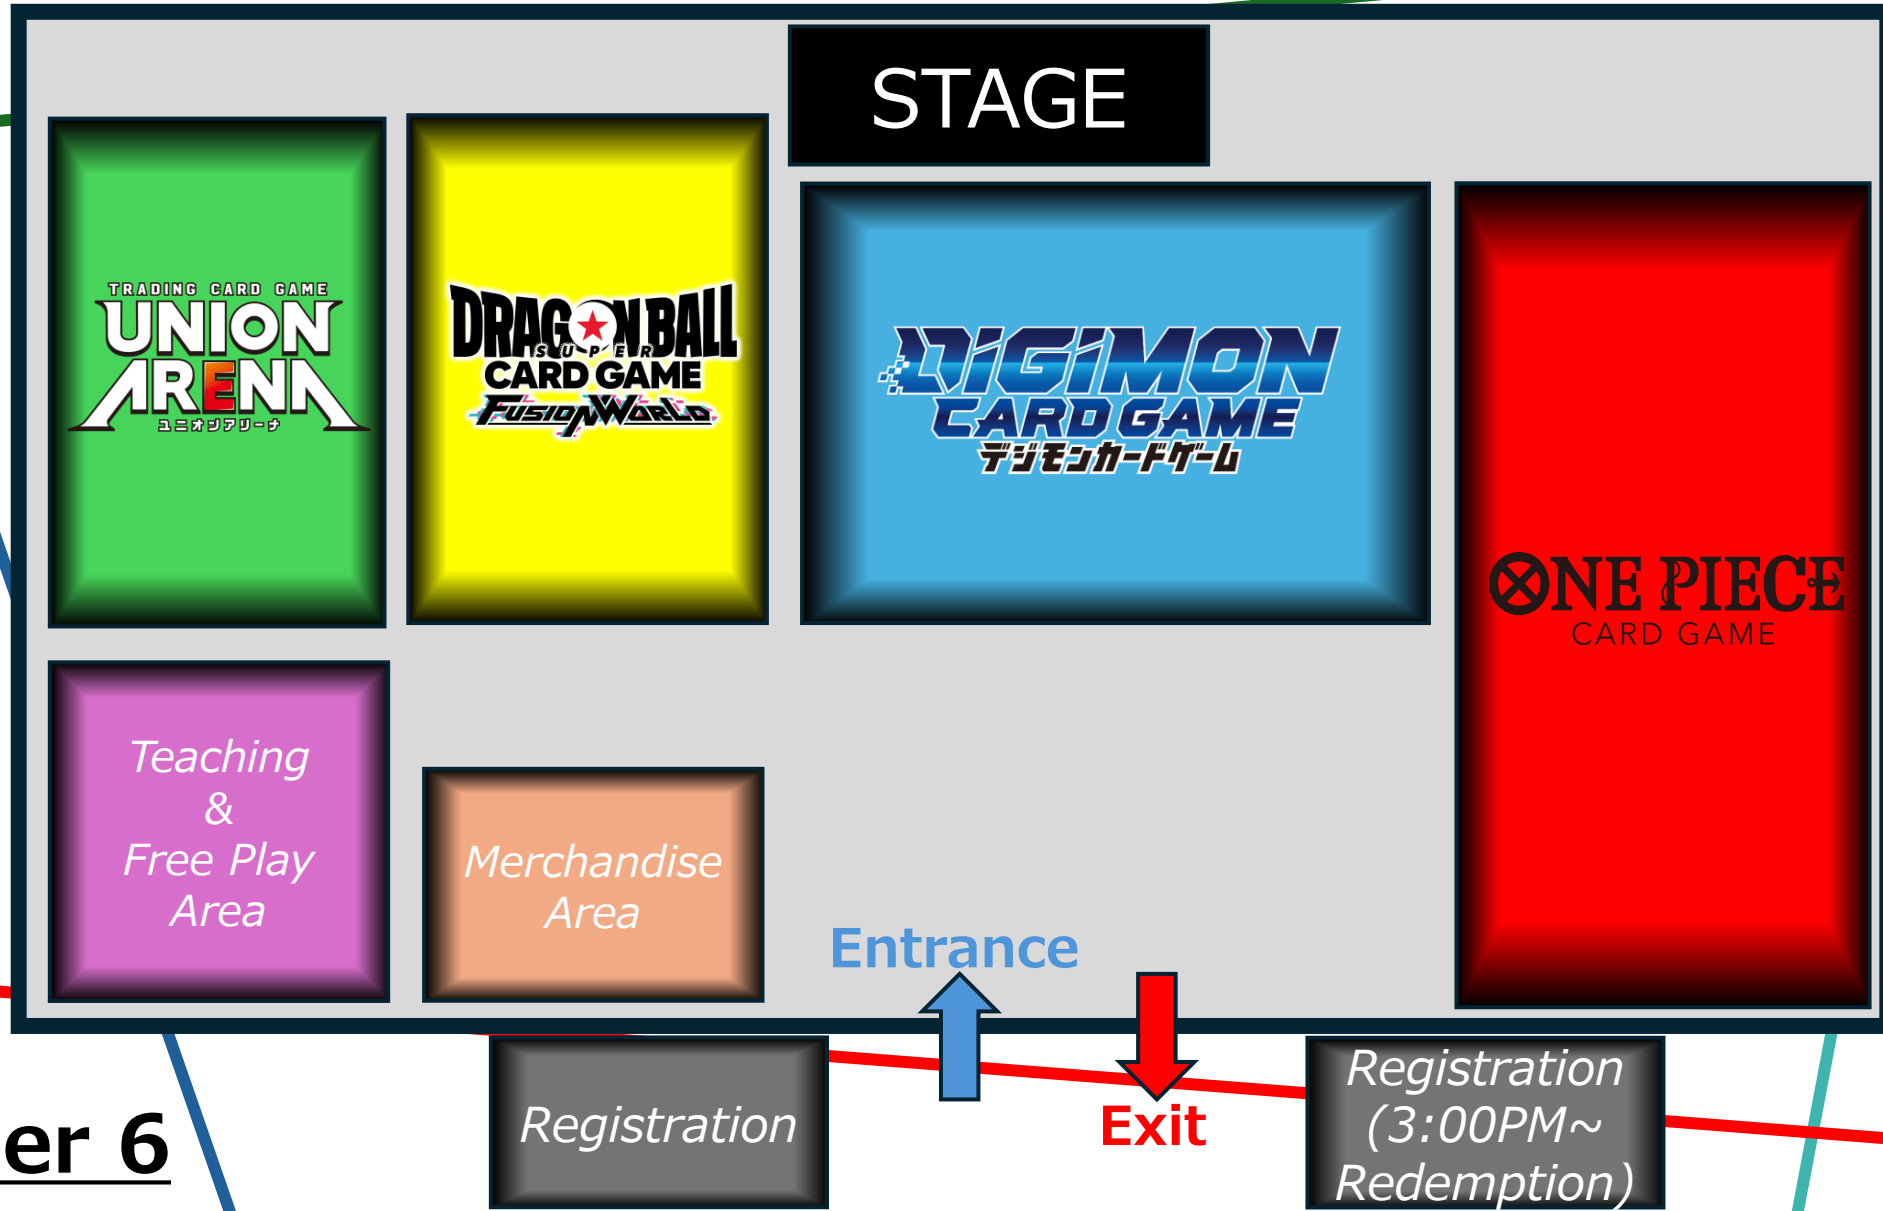 STAGE
TRADING CARD GAME
UNION
ARENA
ユニオンアリーナ
DRAGONBALL
SUPER
CARD GAME
FUSION WORLD
DIGIMON
CARD GAME
デジモンカードゲーム
ONE PIECE
CARD GAME
Teaching
&
Free Play
Area
Merchandise
Area
Entrance
Exit
Registration
Registration
(3:00PM~
Redemption)
er 6